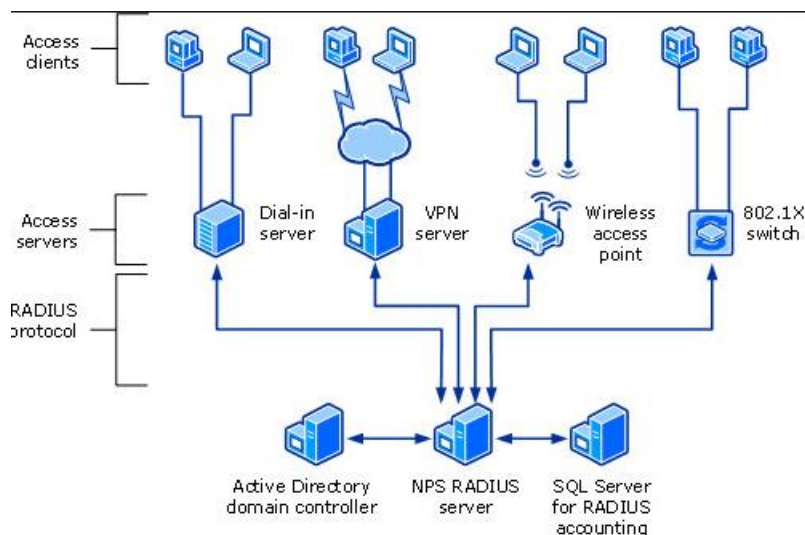 Access
clients
Access
servers
Dial-in
server
VPN
server
Wireless
access
point
802.1X
switch
RADIUS
protocol
Active Directory
domain controller
NPS RADIUS
server
SQL Server
for RADIUS
accounting